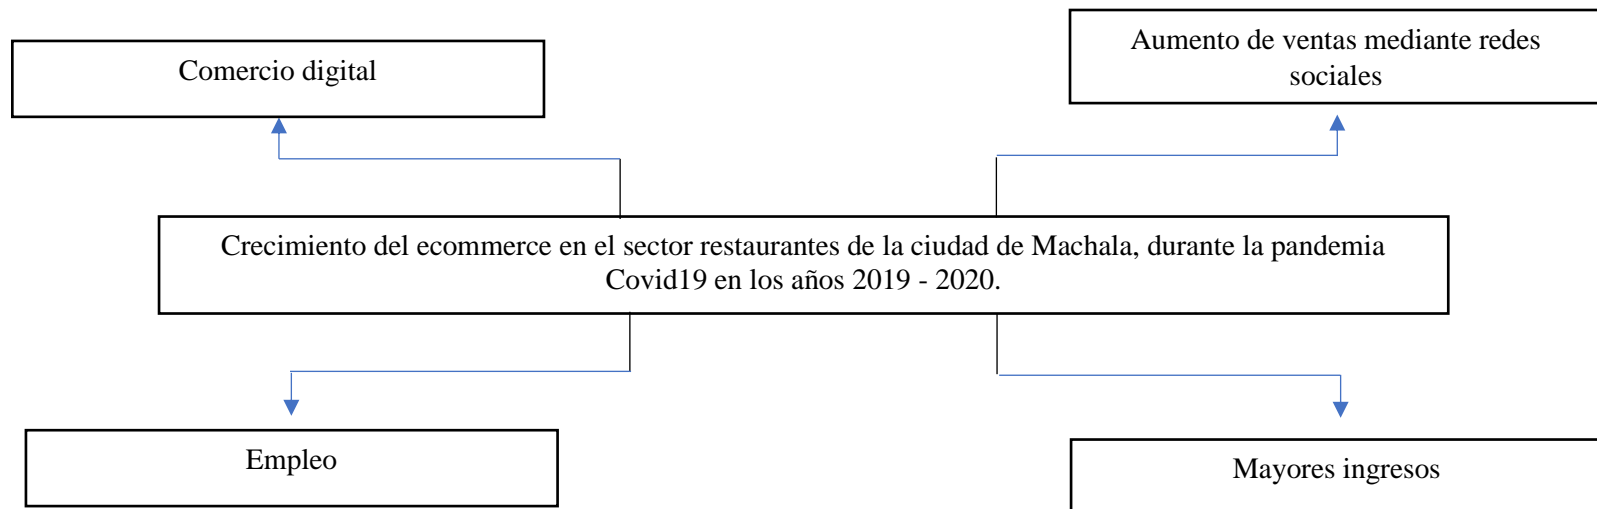 Comercio digital
Aumento de ventas mediante redes
sociales
Crecimiento del ecommerce en el sector restaurantes de la ciudad de Machala, durante la pandemia
Covid19 en los años 2019 - 2020.
Empleo
Mayores ingresos